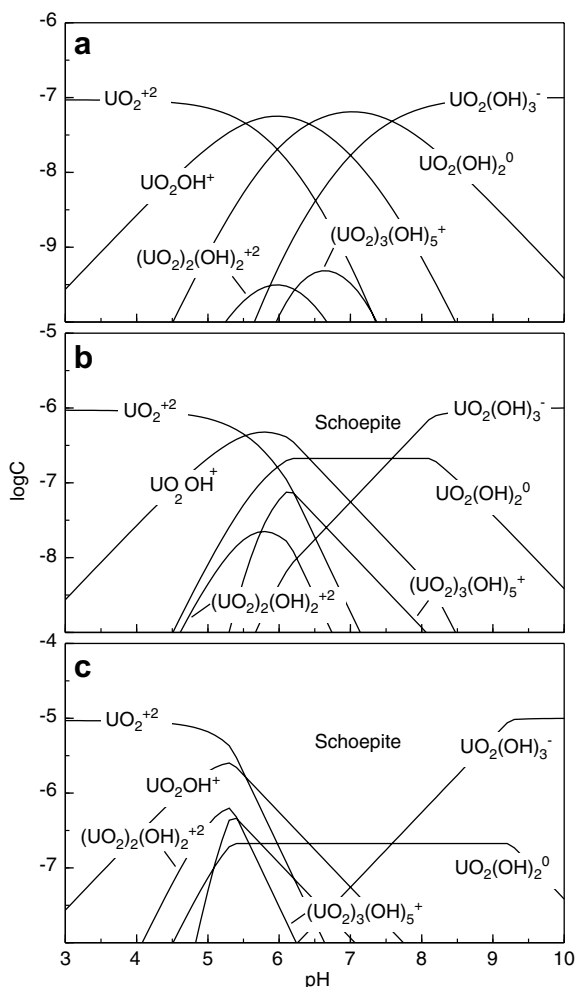 -6
a
-7
UO₂⁺²
UO₂(OH)₃⁻
-8
UO₂OH⁺
UO₂(OH)₂⁰
(UO₂)₃(OH)₅⁺
-9
(UO₂)₂(OH)₂⁺²
-5
b
-6
UO₂⁺²
UO₂(OH)₃⁻
Schoepite
logC
-7
UO₂OH⁺
UO₂(OH)₂⁰
-8
(UO₂)₂(OH)₂⁺²
(UO₂)₃(OH)₅⁺
-4
c
-5
UO₂⁺²
Schoepite
UO₂(OH)₃⁻
UO₂OH⁺
-6
(UO₂)₂(OH)₂⁺²
-7
UO₂(OH)₂⁰
(UO₂)₃(OH)₅⁺
3 4 5 6 7 8 9 10
pH